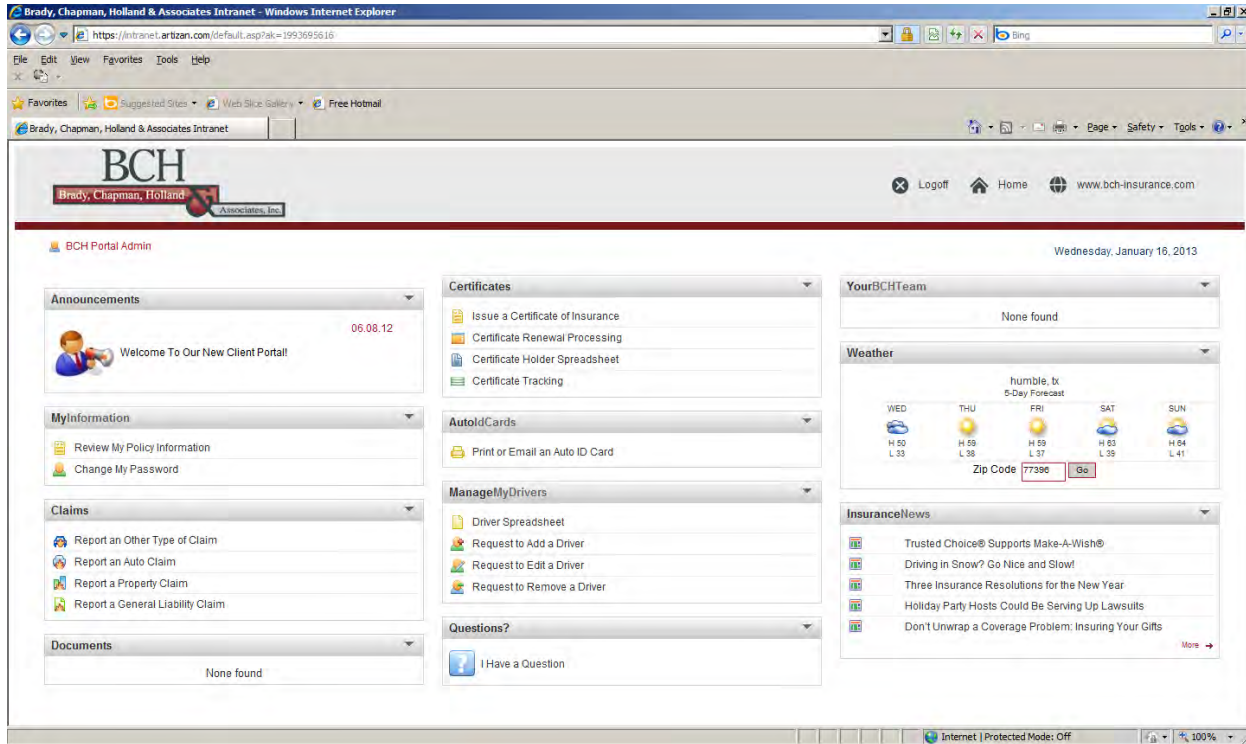 Brady, Chapman, Holland & Associates Intranet - Windows Internet Explorer
https://intranet.artizan.com/default.asp?ak=1993695616
Bing
File Edit View Favorites Tools Help
Favorites Suggested Sites Web Slice Gallery Free Hotmail
Brady, Chapman, Holland & Associates Intranet
Page Safety Tools
BCH
Brady, Chapman, Holland
Associates, Inc.
Logoff Home www.bch-insurance.com
BCH Portal Admin
Wednesday, January 16, 2013
Announcements
06.08.12
Welcome To Our New Client Portal!
MyInformation
Review My Policy Information
Change My Password
Claims
Report an Other Type of Claim
Report an Auto Claim
Report a Property Claim
Report a General Liability Claim
Documents
None found
Certificates
Issue a Certificate of Insurance
Certificate Renewal Processing
Certificate Holder Spreadsheet
Certificate Tracking
AutoIdCards
Print or Email an Auto ID Card
ManageMyDrivers
Driver Spreadsheet
Request to Add a Driver
Request to Edit a Driver
Request to Remove a Driver
Questions?
I Have a Question
YourBCHTeam
None found
Weather
humble, tx
5-Day Forecast
WED THU FRI SAT SUN
H 50 H 59 H 59 H 63 H 64
L 33 L 38 L 37 L 39 L 41
Zip Code 77396 Go
InsuranceNews
Trusted Choice® Supports Make-A-Wish®
Driving in Snow? Go Nice and Slow!
Three Insurance Resolutions for the New Year
Holiday Party Hosts Could Be Serving Up Lawsuits
Don't Unwrap a Coverage Problem: Insuring Your Gifts
More
Internet | Protected Mode: Off 100%